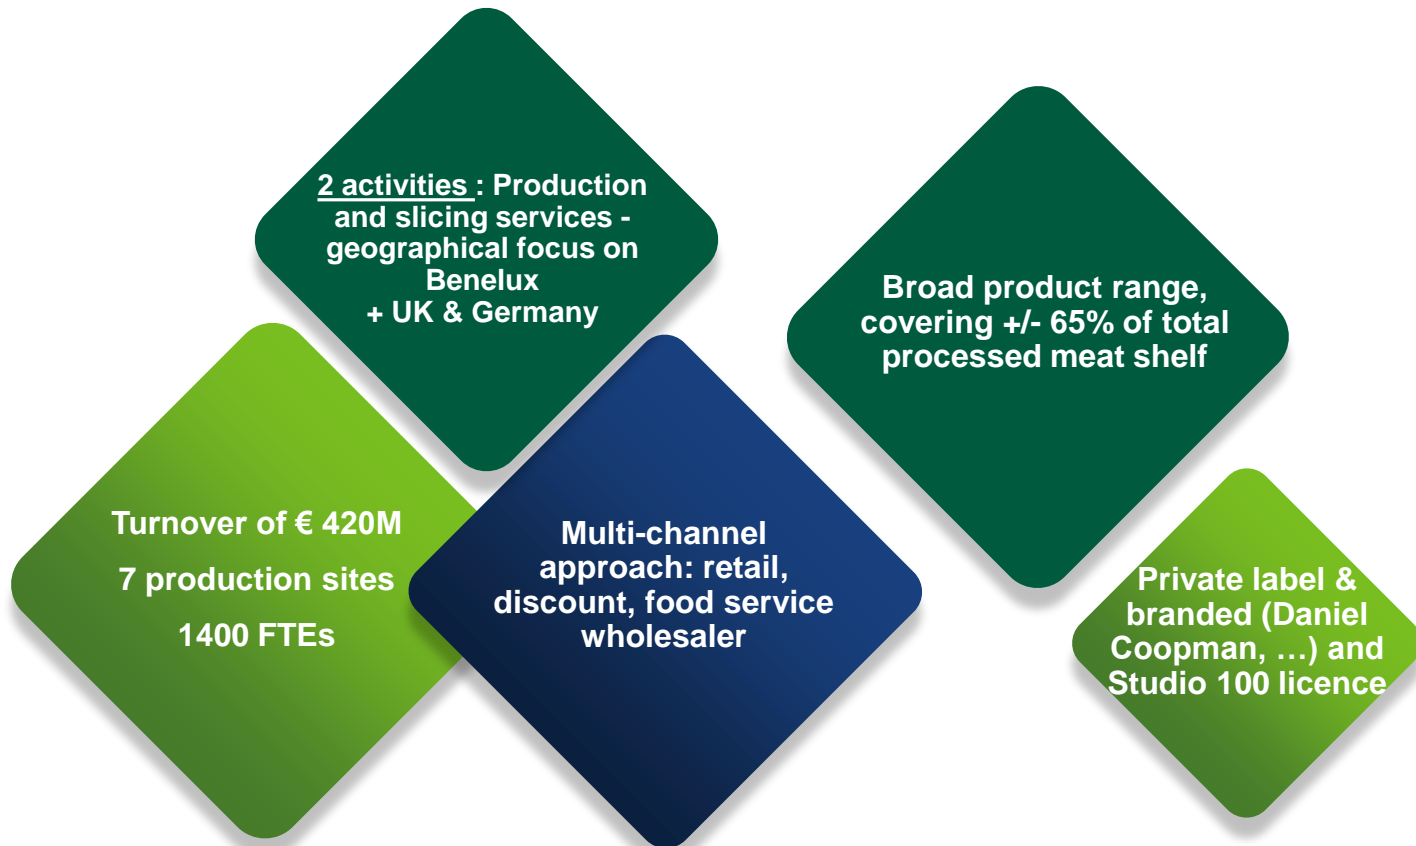 2 activities : Production
and slicing services -
geographical focus on
Benelux
+ UK & Germany
Broad product range,
covering +/- 65% of total
processed meat shelf
Turnover of € 420M
7 production sites
1400 FTEs
Multi-channel
approach: retail,
discount, food service
wholesaler
Private label &
branded (Daniel
Coopman, …) and
Studio 100 licence